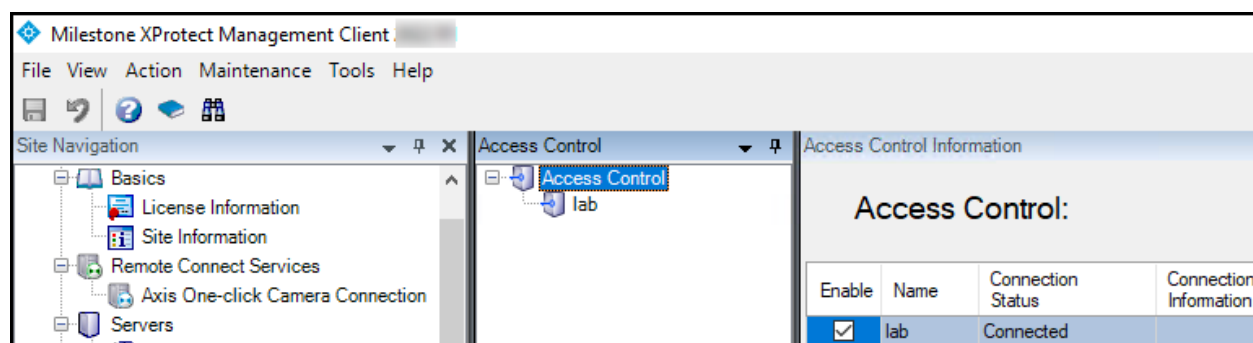 Milestone XProtect Management Client
File View Action Maintenance Tools Help
Site Navigation
Basics
License Information
Site Information
Remote Connect Services
Axis One-click Camera Connection
Servers
Access Control
Access Control
lab
Access Control Information
Access Control:
Enable Name Connection Status Connection Information
lab Connected